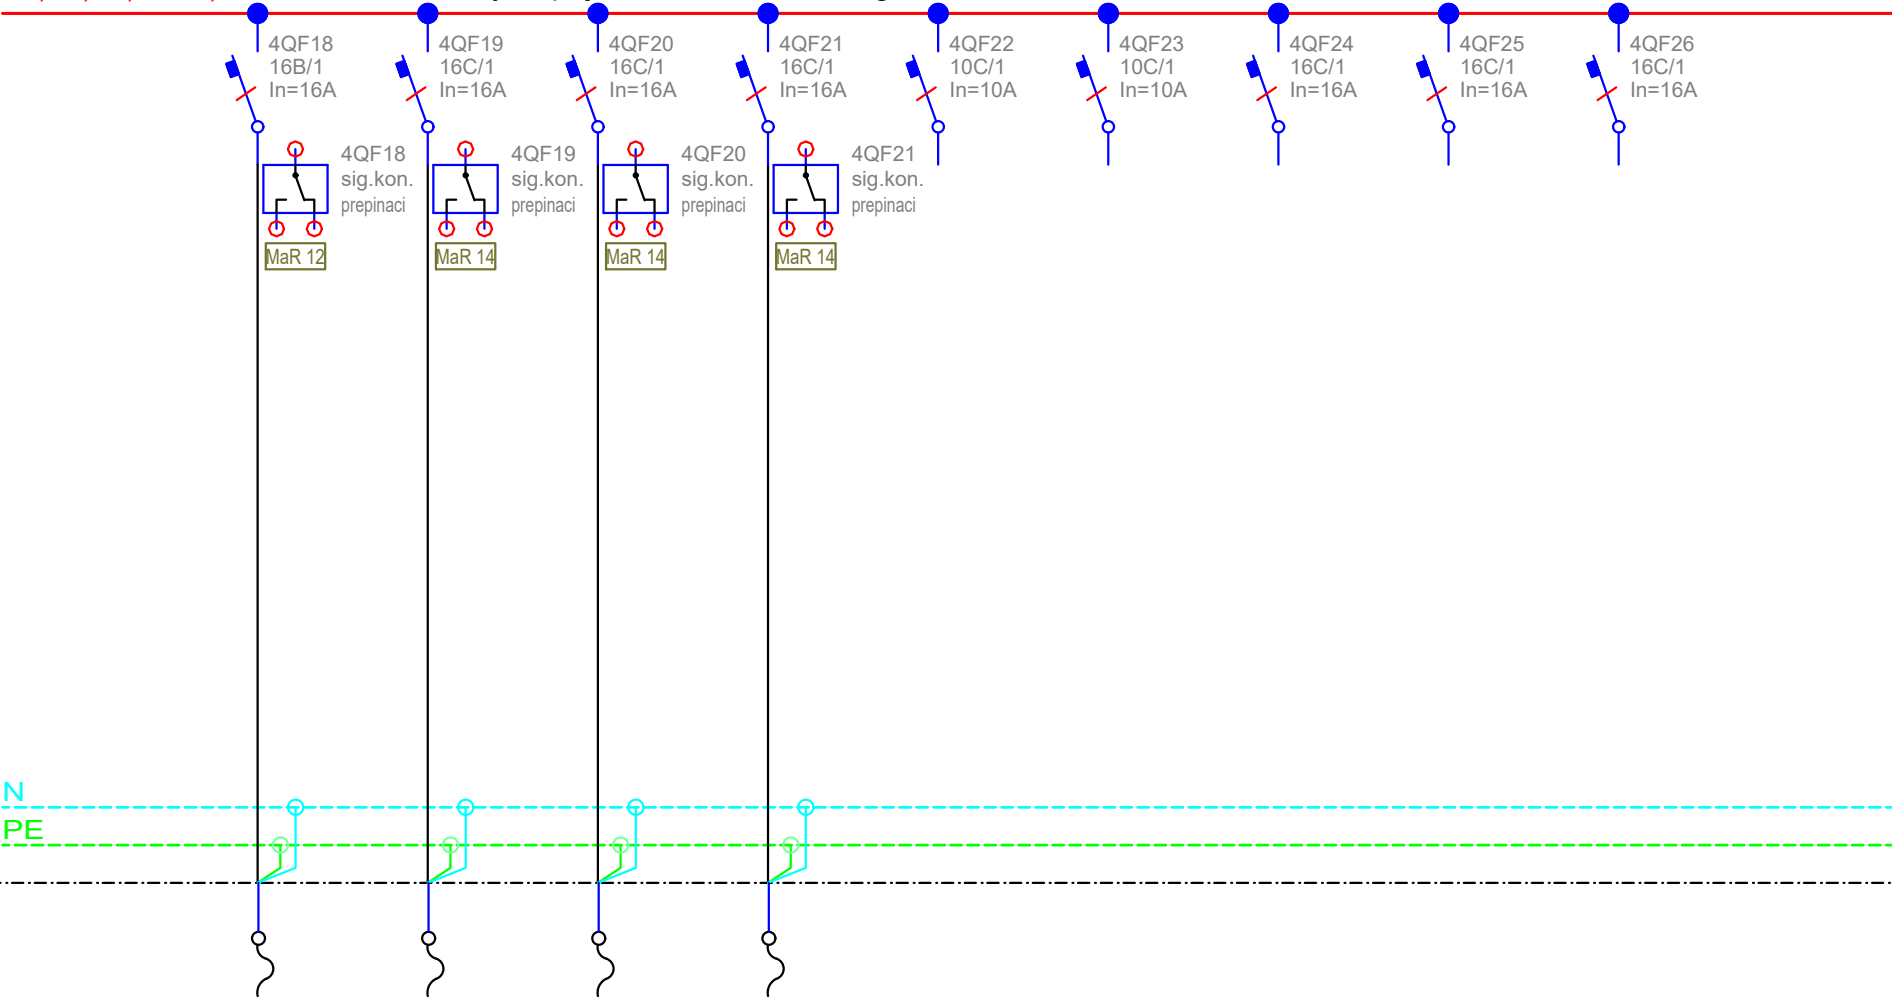 4QF18
16B/1
In=16A
4QF19
16C/1
In=16A
4QF20
16C/1
In=16A
4QF21
16C/1
In=16A
4QF22
10C/1
In=10A
4QF23
10C/1
In=10A
4QF24
16C/1
In=16A
4QF25
16C/1
In=16A
4QF26
16C/1
In=16A
4QF18
sig.kon.
prepinaci
MaR 12
4QF19
sig.kon.
prepinaci
MaR 14
4QF20
sig.kon.
prepinaci
MaR 14
4QF21
sig.kon.
prepinaci
MaR 14
N
PE